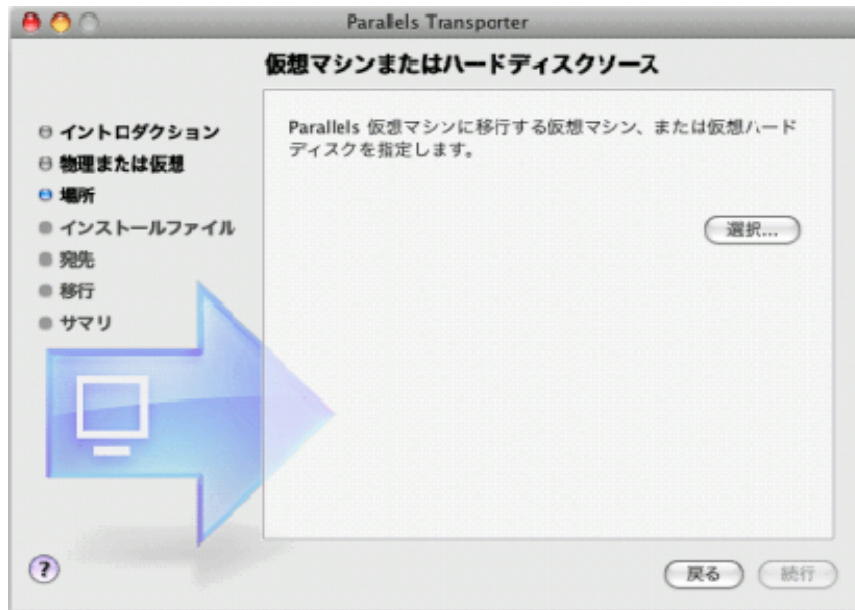 Parallels Transporter
仮想マシンまたはハードディスクソース
イントロダクション
物理または仮想
場所
インストールファイル
宛先
移行
サマリ
Parallels 仮想マシンに移行する仮想マシン、または仮想ハード
ディスクを指定します。
選択...
?
戻る
続行